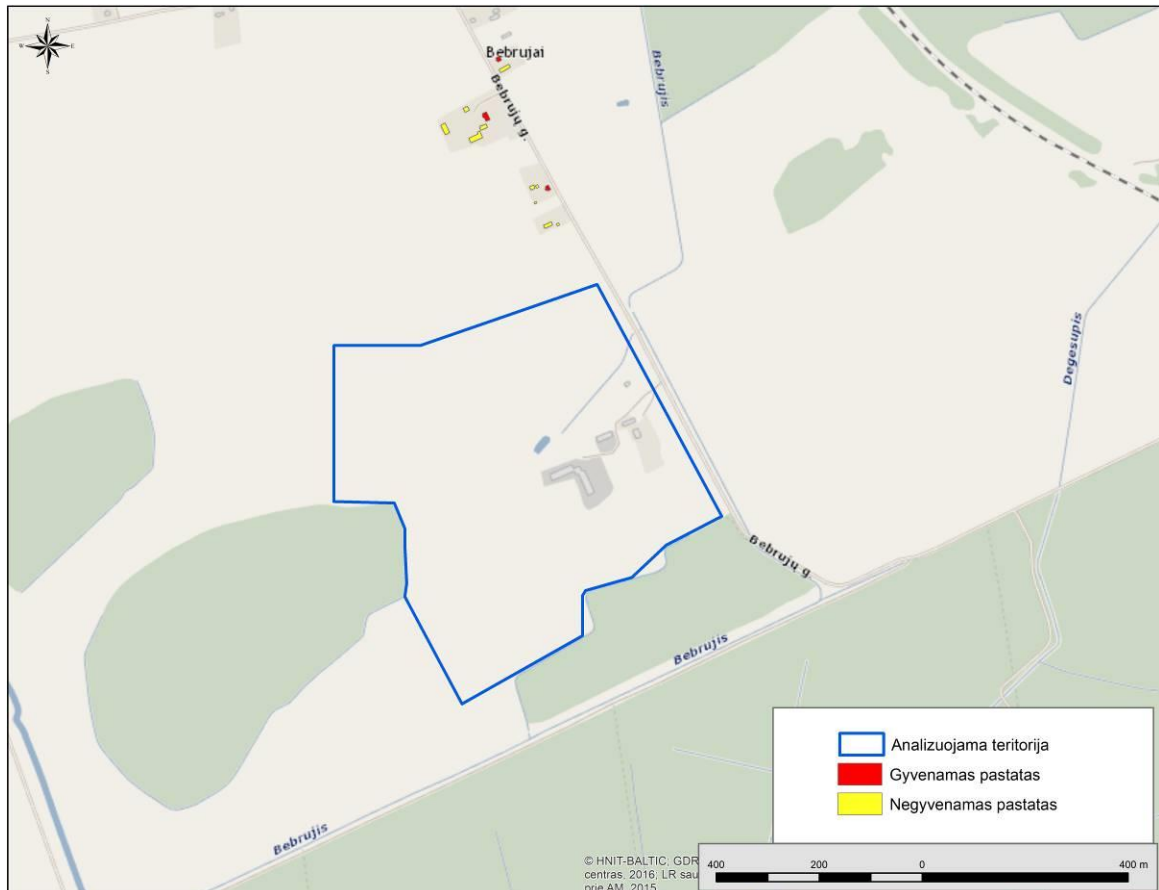 N
W E
S
Bebrujai
Bebrujis
Bebrujų g.
Degesupis
Bebrujų g.
Bebrujis
Bebrujis
Analizuojama teritorija
Gyvenamas pastatas
Negyvenamas pastatas
© HNIT-BALTIC, GDR
centras, 2016; LR sau
prie AM, 2015
400 200 0 400 m